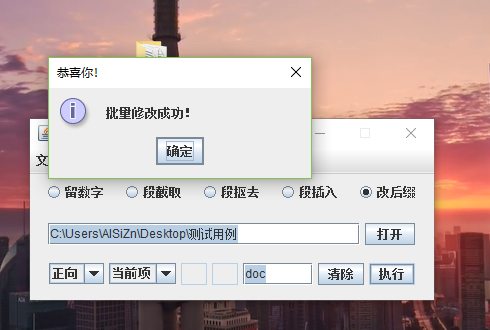 恭喜你!
批量修改成功!
确定
文
留数字 段截取 段抠去 段插入 改后缀
C:\Users\AlSiZn\Desktop\测试用例 打开
正向 当前项 doc 清除 执行